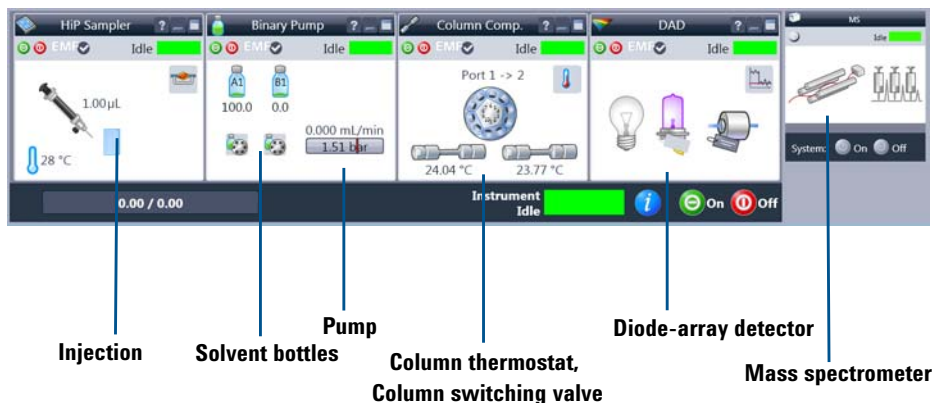 HiP Sampler ? Binary Pump ? Column Comp. ? DAD ? MS
EMF Idle EMF Idle EMF Idle EMF Idle Idle
A1 B1
Port 1 -> 2
1.00 µL
100.0 0.0
0.000 mL/min
1.51 bar
28 °C
24.04 °C 23.77 °C
System: On Off
0.00 / 0.00
Instrument
Idle
i On Off
Pump
Diode-array detector
Injection
Solvent bottles
Column thermostat,
Column switching valve
Mass spectrometer